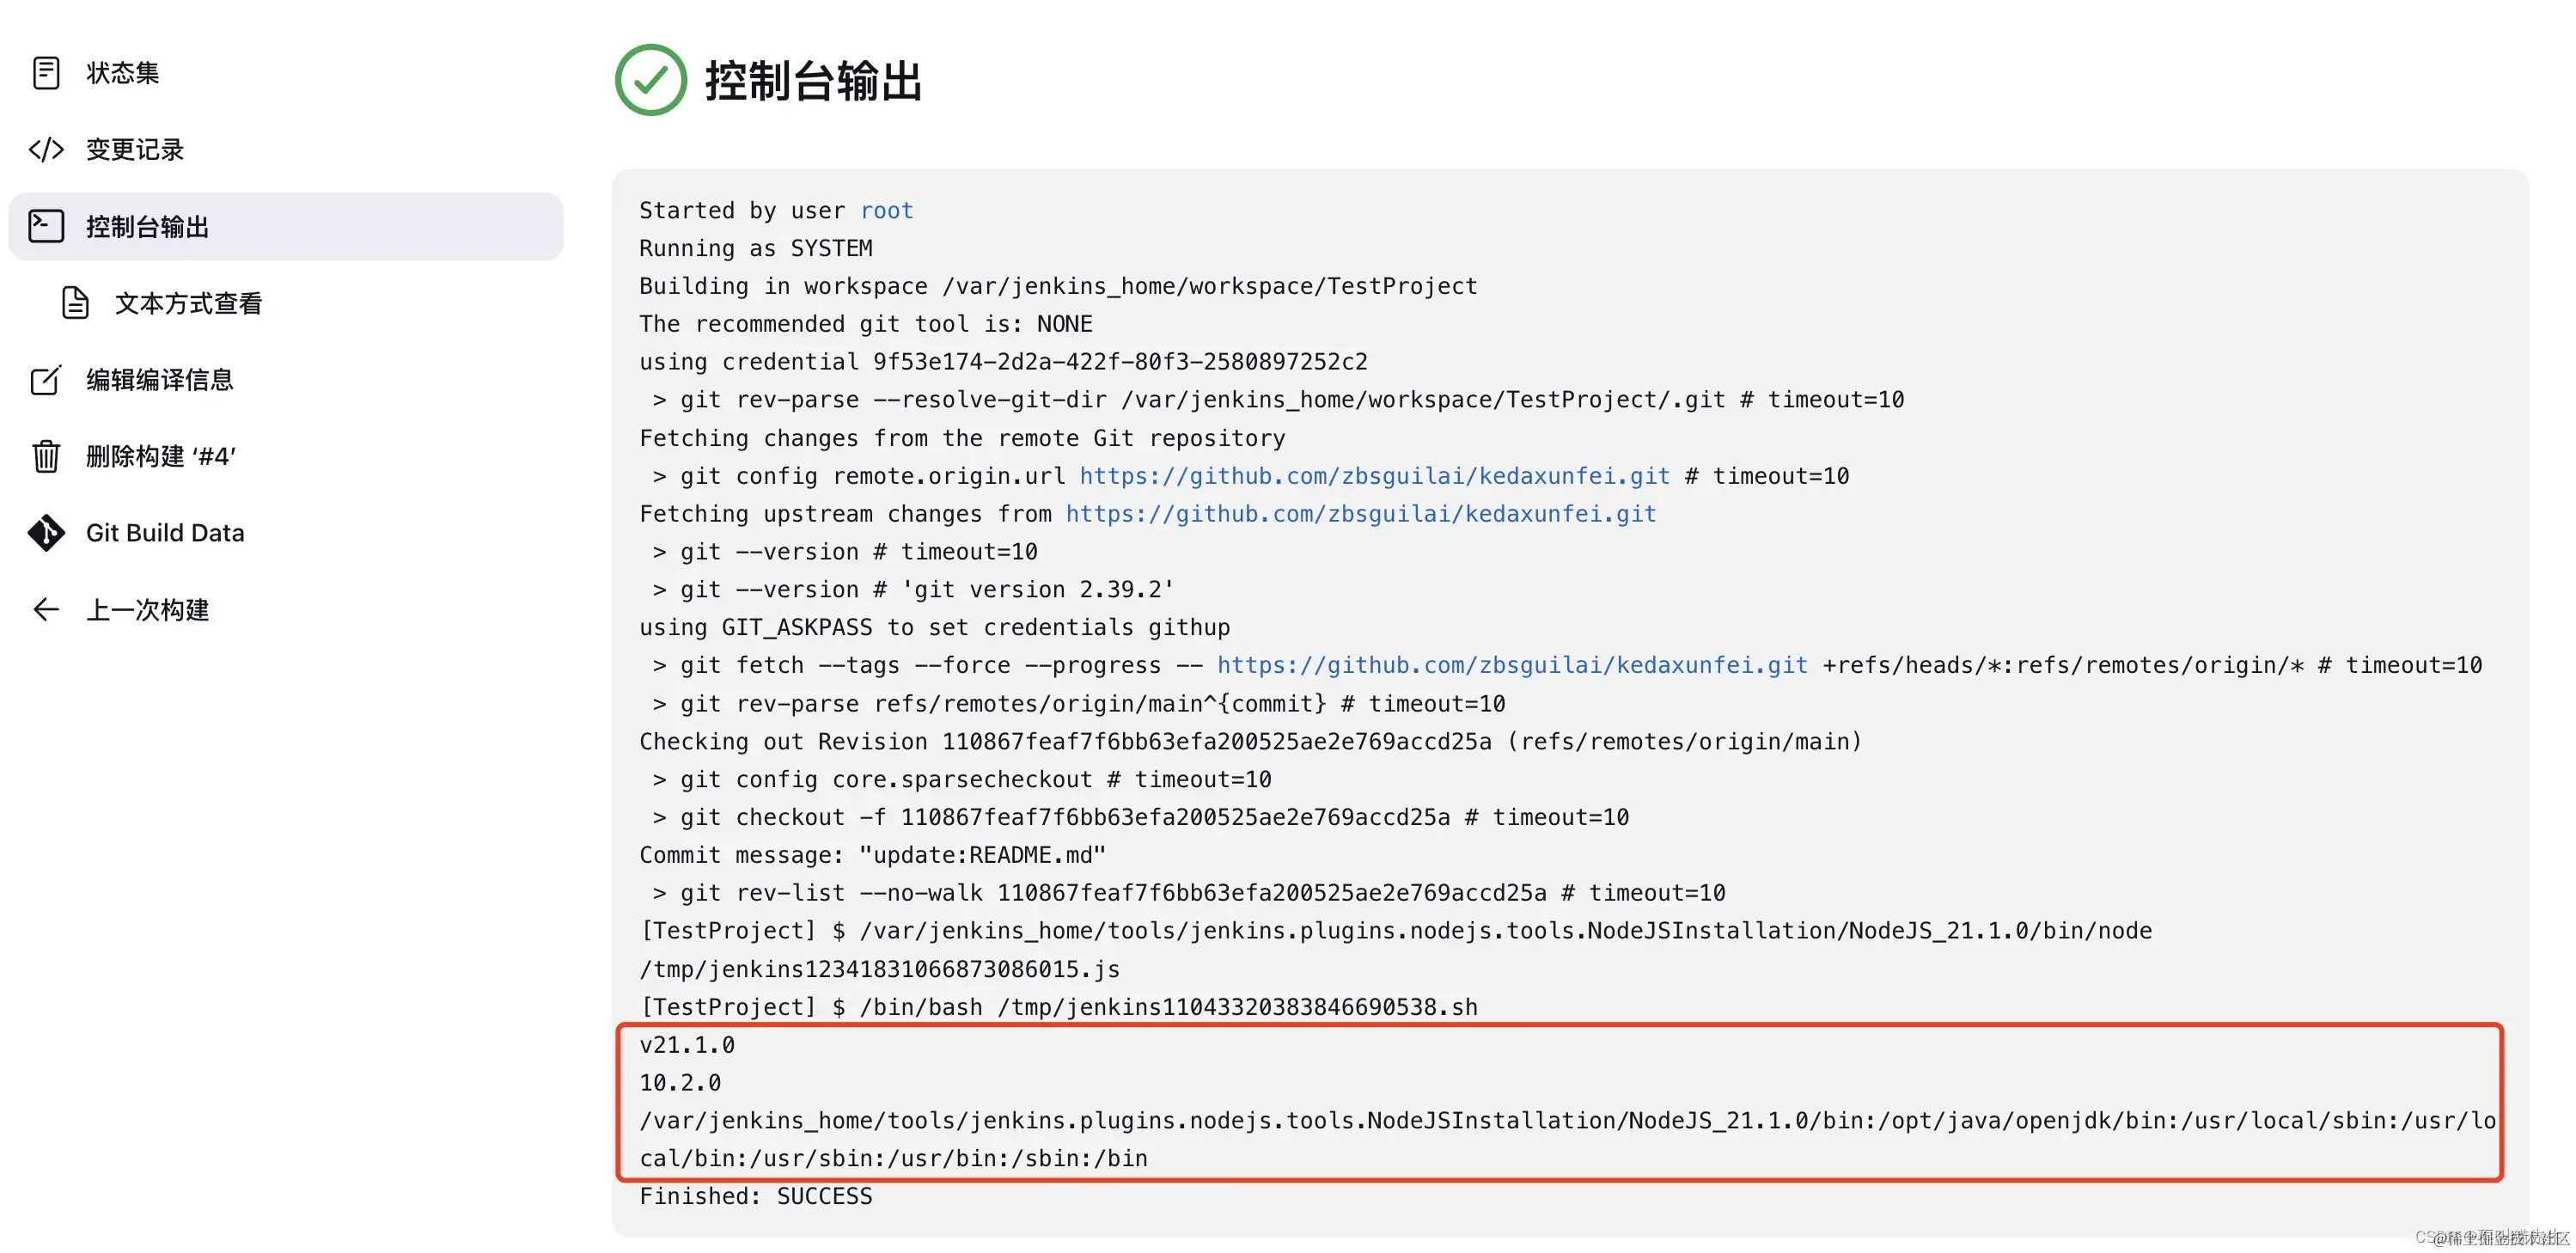 状态集
变更记录
控制台输出
文本方式查看
编辑编译信息
删除构建 ‘#4’
Git Build Data
上一次构建
控制台输出
Started by user root
Running as SYSTEM
Building in workspace /var/jenkins_home/workspace/TestProject
The recommended git tool is: NONE
using credential 9f53e174-2d2a-422f-80f3-2580897252c2
 > git rev-parse --resolve-git-dir /var/jenkins_home/workspace/TestProject/.git # timeout=10
Fetching changes from the remote Git repository
 > git config remote.origin.url https://github.com/zbsguilai/kedaxunfei.git # timeout=10
Fetching upstream changes from https://github.com/zbsguilai/kedaxunfei.git
 > git --version # timeout=10
 > git --version # 'git version 2.39.2'
using GIT_ASKPASS to set credentials githup
 > git fetch --tags --force --progress -- https://github.com/zbsguilai/kedaxunfei.git +refs/heads/*:refs/remotes/origin/* # timeout=10
 > git rev-parse refs/remotes/origin/main^{commit} # timeout=10
Checking out Revision 110867feaf7f6bb63efa200525ae2e769accd25a (refs/remotes/origin/main)
 > git config core.sparsecheckout # timeout=10
 > git checkout -f 110867feaf7f6bb63efa200525ae2e769accd25a # timeout=10
Commit message: "update:README.md"
 > git rev-list --no-walk 110867feaf7f6bb63efa200525ae2e769accd25a # timeout=10
[TestProject] $ /var/jenkins_home/tools/jenkins.plugins.nodejs.tools.NodeJSInstallation/NodeJS_21.1.0/bin/node
/tmp/jenkins12341831066873086015.js
[TestProject] $ /bin/bash /tmp/jenkins11043320383846690538.sh
v21.1.0
10.2.0
/var/jenkins_home/tools/jenkins.plugins.nodejs.tools.NodeJSInstallation/NodeJS_21.1.0/bin:/opt/java/openjdk/bin:/usr/local/sbin:/usr/lo
cal/bin:/usr/sbin:/usr/bin:/sbin:/bin
Finished: SUCCESS
@稀土掘金技术社区